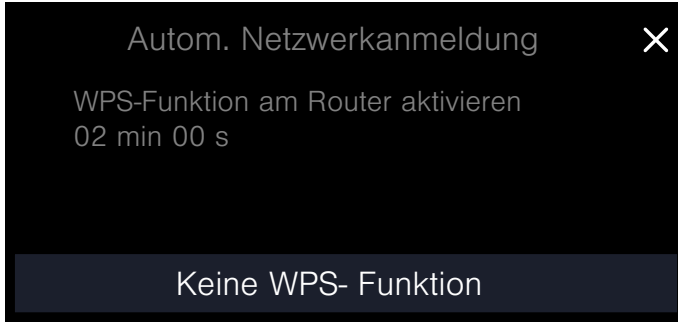 Autom. Netzwerkanmeldung
WPS-Funktion am Router aktivieren
02 min 00 s
Keine WPS- Funktion